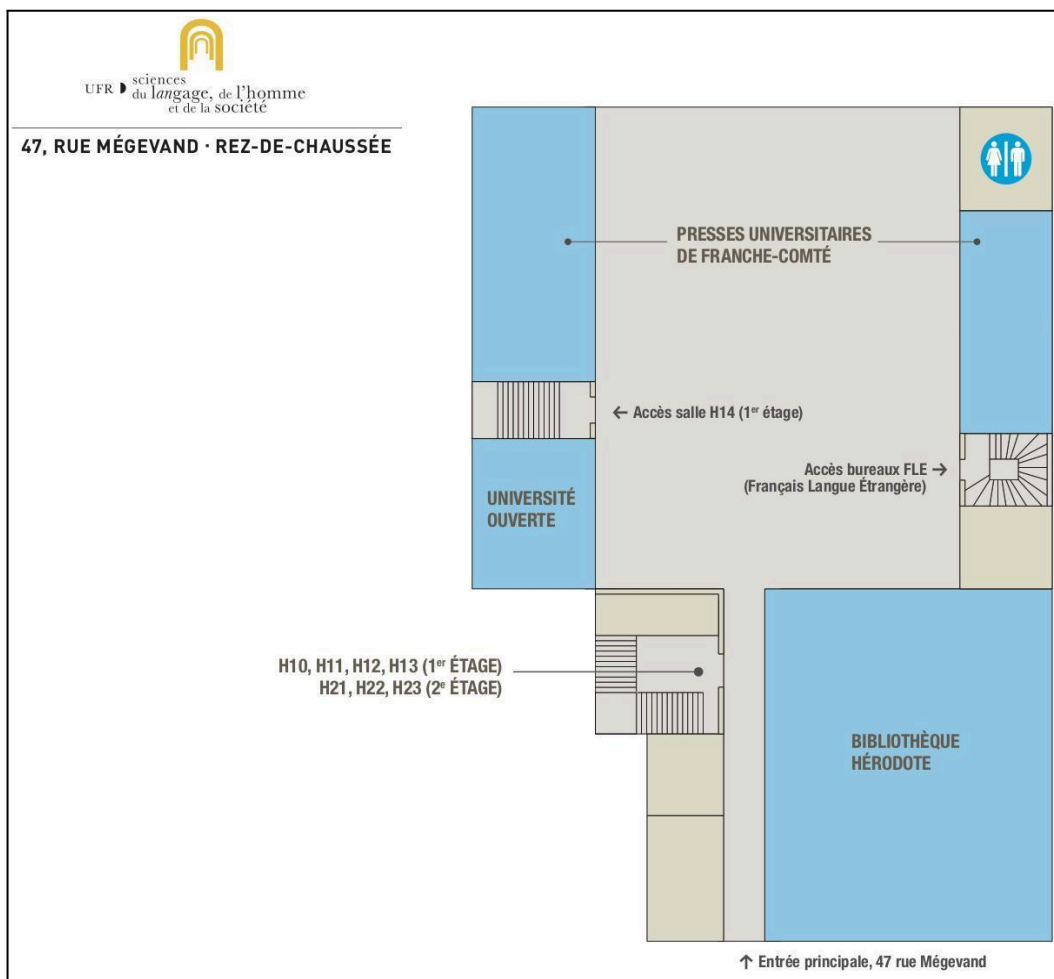 UFR sciences
du langage, de l'homme
et de la société
47, RUE MÉGEVAND · REZ-DE-CHAUSSÉE
PRESSES UNIVERSITAIRES
DE FRANCHE-COMTÉ
← Accès salle H14 (1er étage)
Accès bureaux FLE →
(Français Langue Étrangère)
UNIVERSITÉ
OUVERTE
H10, H11, H12, H13 (1er ÉTAGE)
H21, H22, H23 (2e ÉTAGE)
BIBLIOTHÈQUE
HÉRODOTE
↑ Entrée principale, 47 rue Mégevand